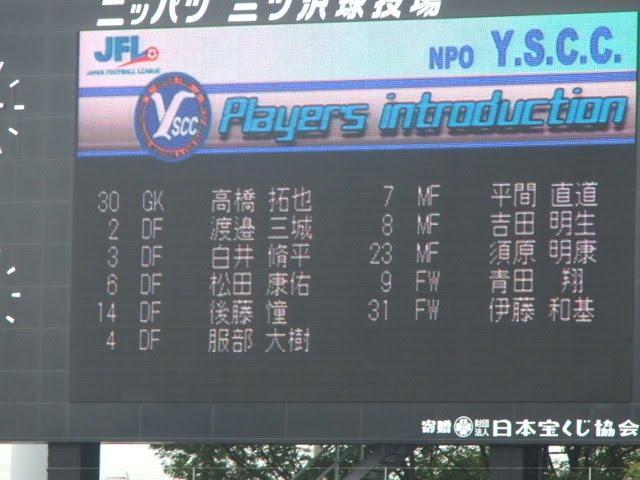 ニッパツ 三ツ沢球技場
JFL
JAPAN FOOTBALL LEAGUE
NPO Y.S.C.C.
YSCC
Players introduction
30 GK 高橋 拓也
2 DF 渡邉 三城
3 DF 白井 脩平
6 DF 松田 康佑
14 DF 後藤 憧
4 DF 服部 大樹
7 MF 平間 直道
8 MF 吉田 明生
23 MF 須原 明康
9 FW 青田 翔
31 FW 伊藤 和基
寄贈 財団法人 日本宝くじ協会